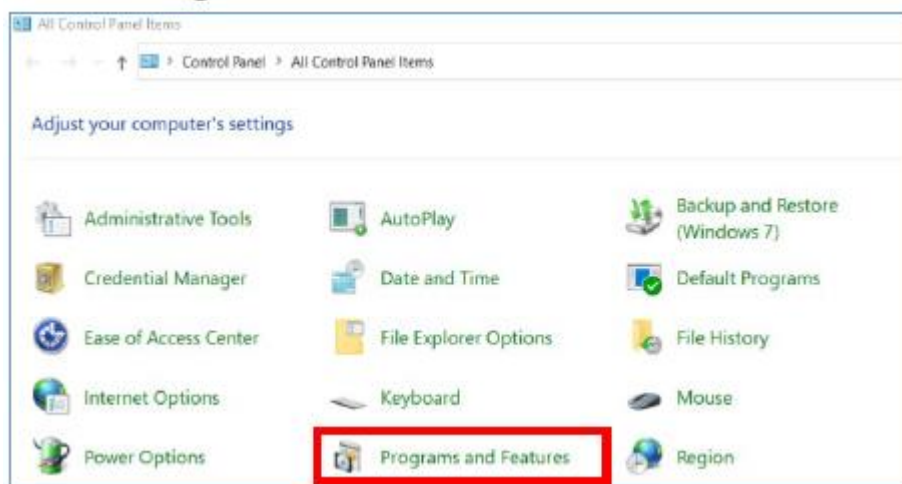 All Control Panel Items
Control Panel > All Control Panel Items
Adjust your computer's settings
Administrative Tools
AutoPlay
Backup and Restore
(Windows 7)
Credential Manager
Date and Time
Default Programs
Ease of Access Center
File Explorer Options
File History
Internet Options
Keyboard
Mouse
Power Options
Programs and Features
Region